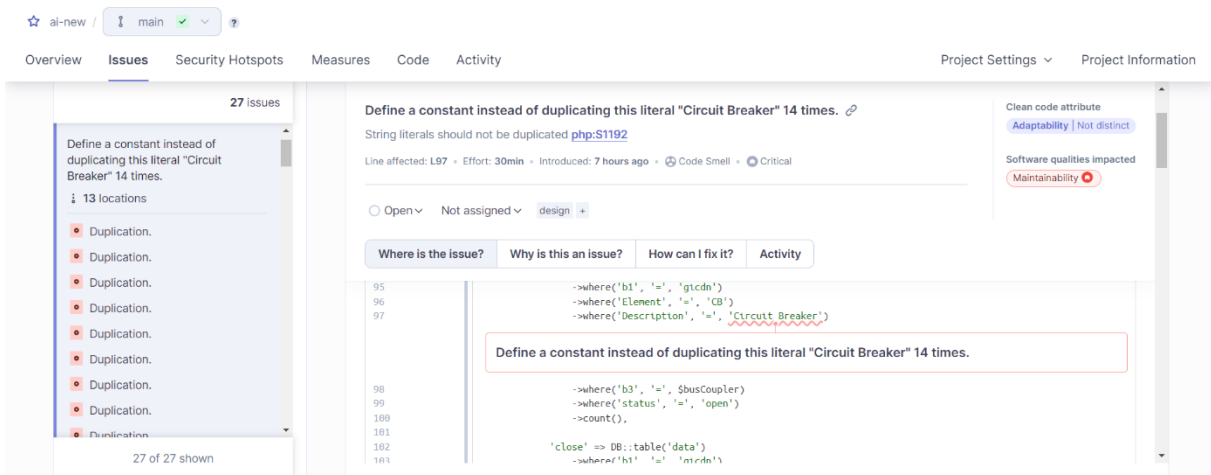 ai-new / main ?
Overview Issues Security Hotspots Measures Code Activity Project Settings Project Information
27 issues
Define a constant instead of
duplicating this literal "Circuit
Breaker" 14 times.
13 locations
Duplication.
Duplication.
Duplication.
Duplication.
Duplication.
Duplication.
Duplication.
Duplication.
Duplication.
27 of 27 shown
Define a constant instead of duplicating this literal "Circuit Breaker" 14 times.
String literals should not be duplicated php:S1192
Line affected: L97 • Effort: 30min • Introduced: 7 hours ago • Code Smell • Critical
Open Not assigned design +
Clean code attribute
Adaptability | Not distinct
Software qualities impacted
Maintainability
Where is the issue? Why is this an issue? How can I fix it? Activity
95 ->where('b1', '=', 'gicdn')
96 ->where('Element', '=', 'CB')
97 ->where('Description', '=', 'Circuit Breaker')
Define a constant instead of duplicating this literal "Circuit Breaker" 14 times.
98 ->where('b3', '=', $busCoupler)
99 ->where('status', '=', 'open')
100 ->count(),
101
102 'close' => DB::table('data')
103 ->where('b1', '=', 'gicdn')